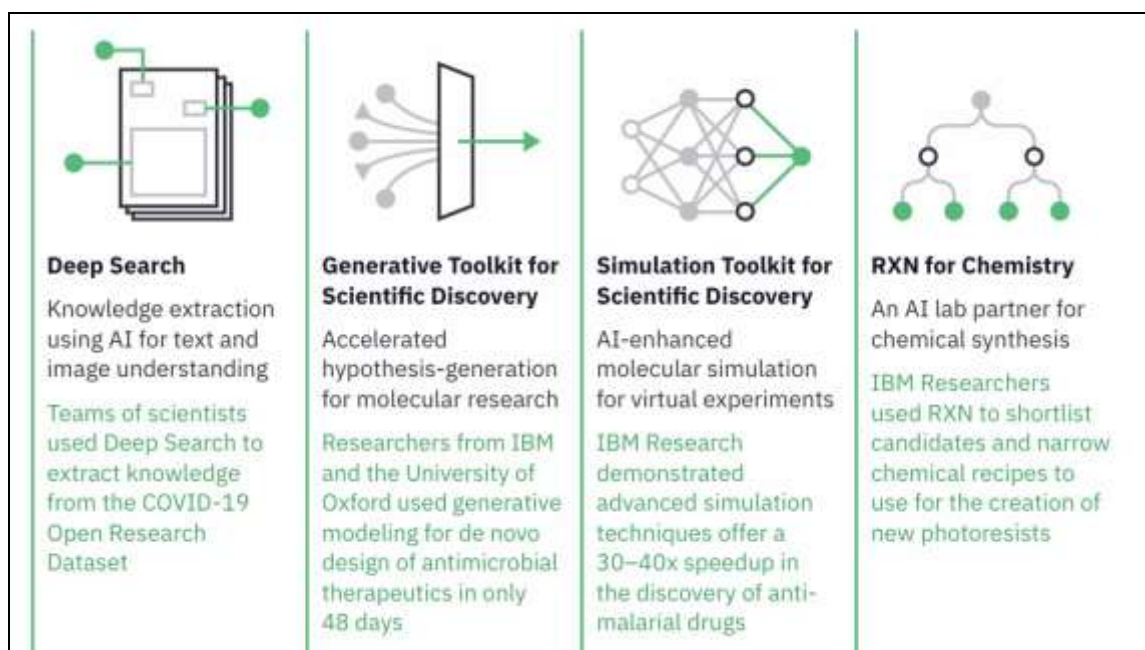 Deep Search
Knowledge extraction
using AI for text and
image understanding
Teams of scientists
used Deep Search to
extract knowledge
from the COVID-19
Open Research
Dataset
Generative Toolkit for
Scientific Discovery
Accelerated
hypothesis-generation
for molecular research
Researchers from IBM
and the University of
Oxford used generative
modeling for de novo
design of antimicrobial
therapeutics in only
48 days
Simulation Toolkit for
Scientific Discovery
AI-enhanced
molecular simulation
for virtual experiments
IBM Research
demonstrated
advanced simulation
techniques offer a
30–40x speedup in
the discovery of anti-
malarial drugs
RXN for Chemistry
An AI lab partner for
chemical synthesis
IBM Researchers
used RXN to shortlist
candidates and narrow
chemical recipes to
use for the creation of
new photoresists